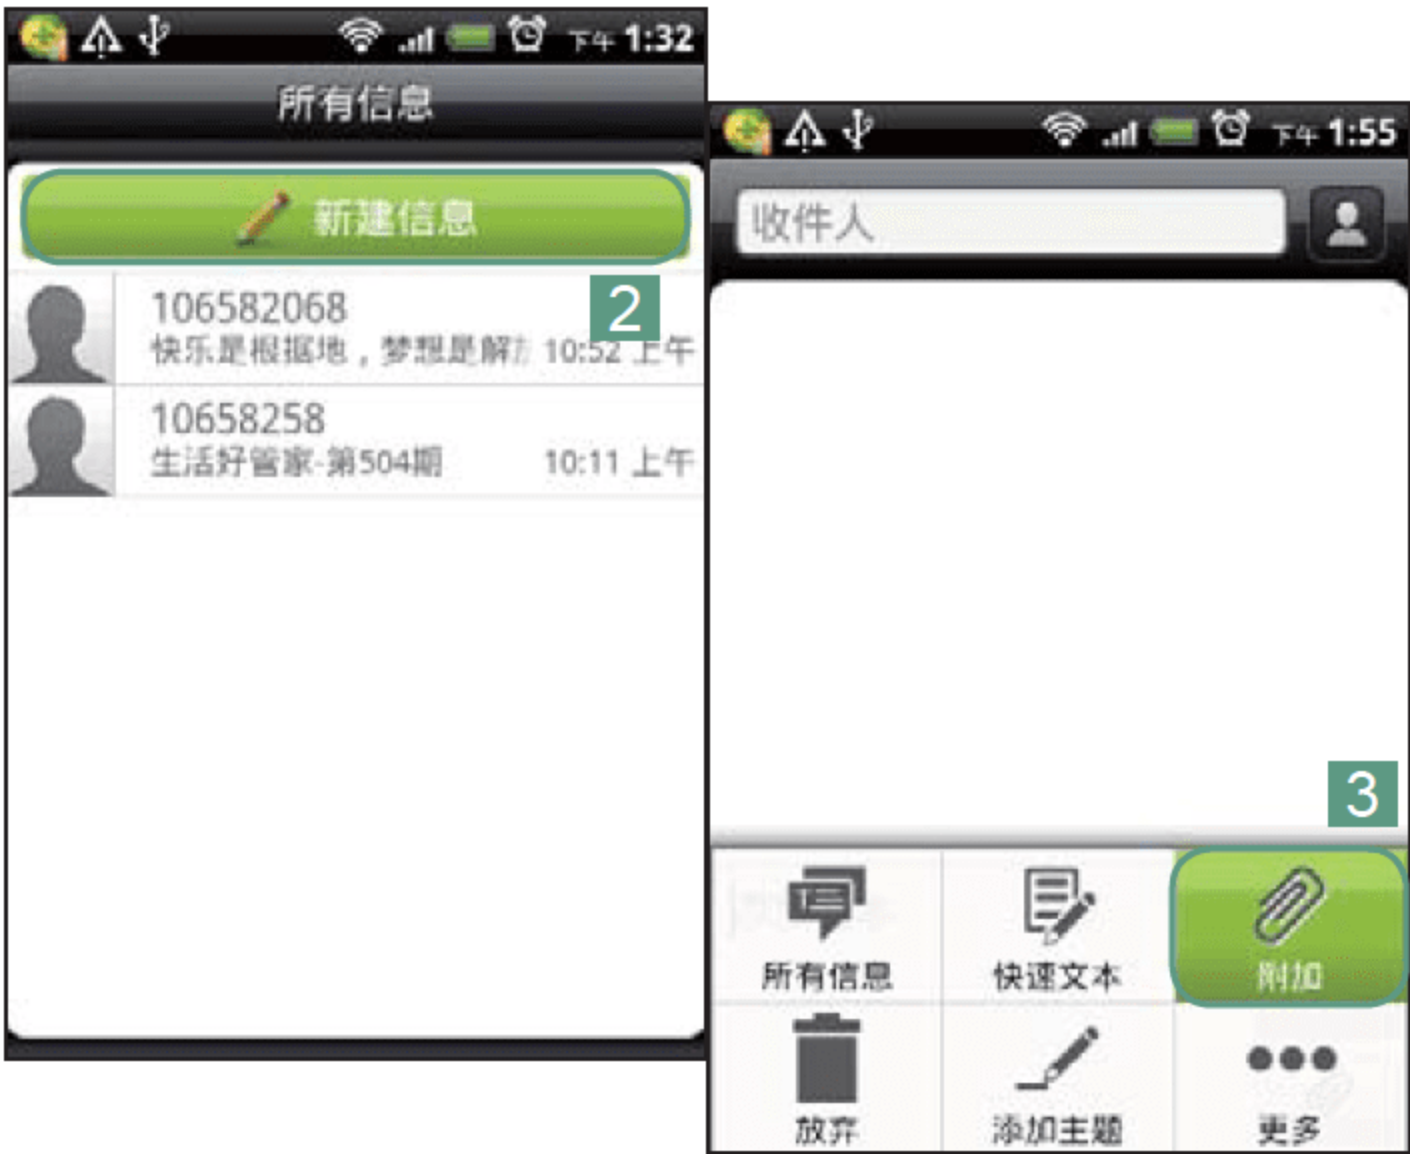 下午 1:32
所有信息
新建信息
2
106582068
快乐是根据地，梦想是解放 10:52 上午
10658258
生活好管家-第504期 10:11 上午
下午 1:55
收件人
3
所有信息 快速文本 附加
放弃 添加主题 更多